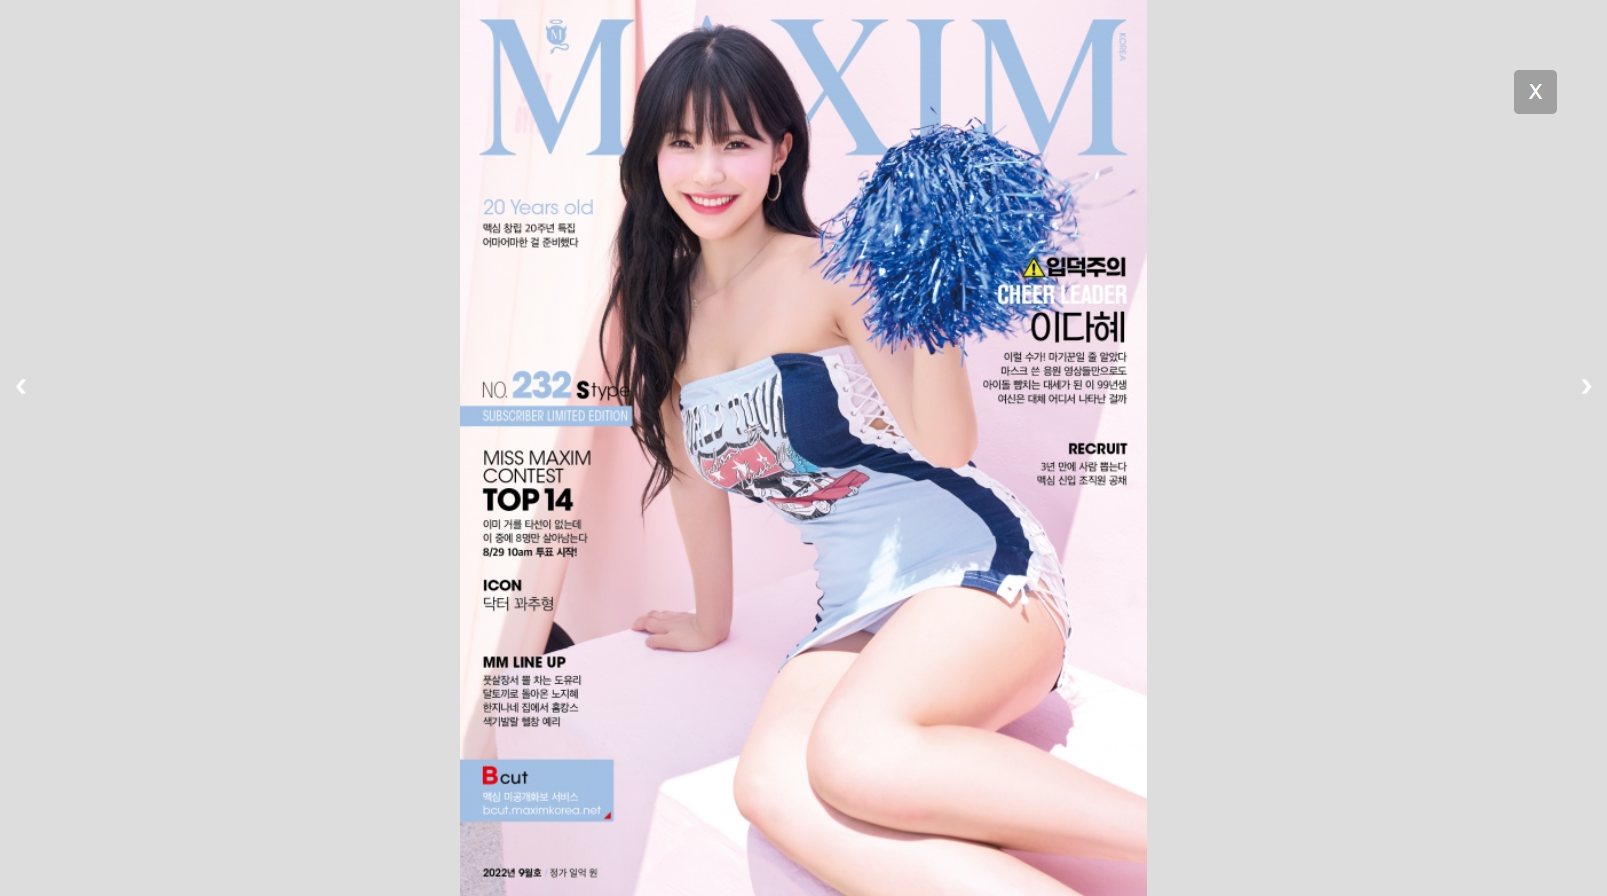 MAXIM
KOREA
M
X
20 Years old
맥심 창립 20주년 특집
어마어마한 걸 준비했다
입덕주의
CHEER LEADER
이다혜
이럴 수가! 마기꾼일 줄 알았다
마스크 쓴 응원 영상들만으로도
아이돌 뺨치는 대세가 된 이 99년생
여신은 대체 어디서 나타난 걸까
NO. 232 S type
SUBSCRIBER LIMITED EDITION
RECRUIT
3년 만에 사람 뽑는다
맥심 신입 조직원 공채
MISS MAXIM
CONTEST
TOP 14
이미 거를 타선이 없는데
이 중에 8명만 살아남는다
8/29 10am 투표 시작!
WORLD TOUR
ICON
닥터 꽈추형
MM LINE UP
풋살장서 뽈 차는 도유리
달토끼로 돌아온 노지혜
한지나네 집에서 홈캉스
색기발랄 헬창 예리
B cut
맥심 미공개화보 서비스
bcut.maximkorea.net
2022년 9월호 / 정가 일억 원